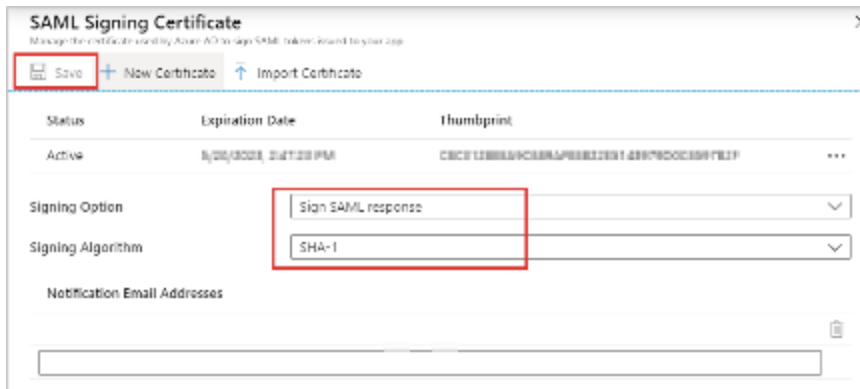 SAML Signing Certificate
Manage the certificate used by Azure AD to sign SAML tokens issued to your app
Save New Certificate Import Certificate
Status Expiration Date Thumbprint
Active
Signing Option Sign SAML response
Signing Algorithm SHA-1
Notification Email Addresses